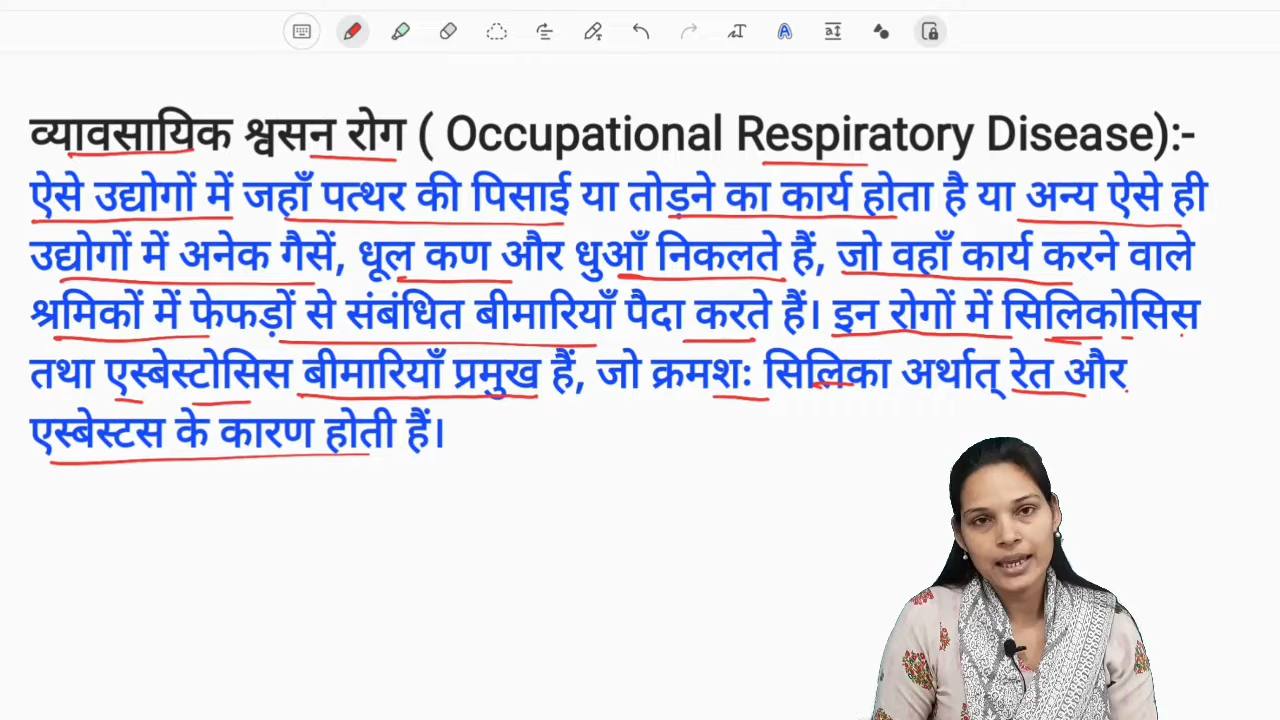 व्यावसायिक श्वसन रोग ( Occupational Respiratory Disease):-
ऐसे उद्योगों में जहाँ पत्थर की पिसाई या तोड़ने का कार्य होता है या अन्य ऐसे ही
उद्योगों में अनेक गैसें, धूल कण और धुआँ निकलते हैं, जो वहाँ कार्य करने वाले
श्रमिकों में फेफड़ों से संबंधित बीमारियाँ पैदा करते हैं। इन रोगों में सिलिकोसिस
तथा एस्बेस्टोसिस बीमारियाँ प्रमुख हैं, जो क्रमशः सिलिका अर्थात् रेत और
एस्बेस्टस के कारण होती हैं।